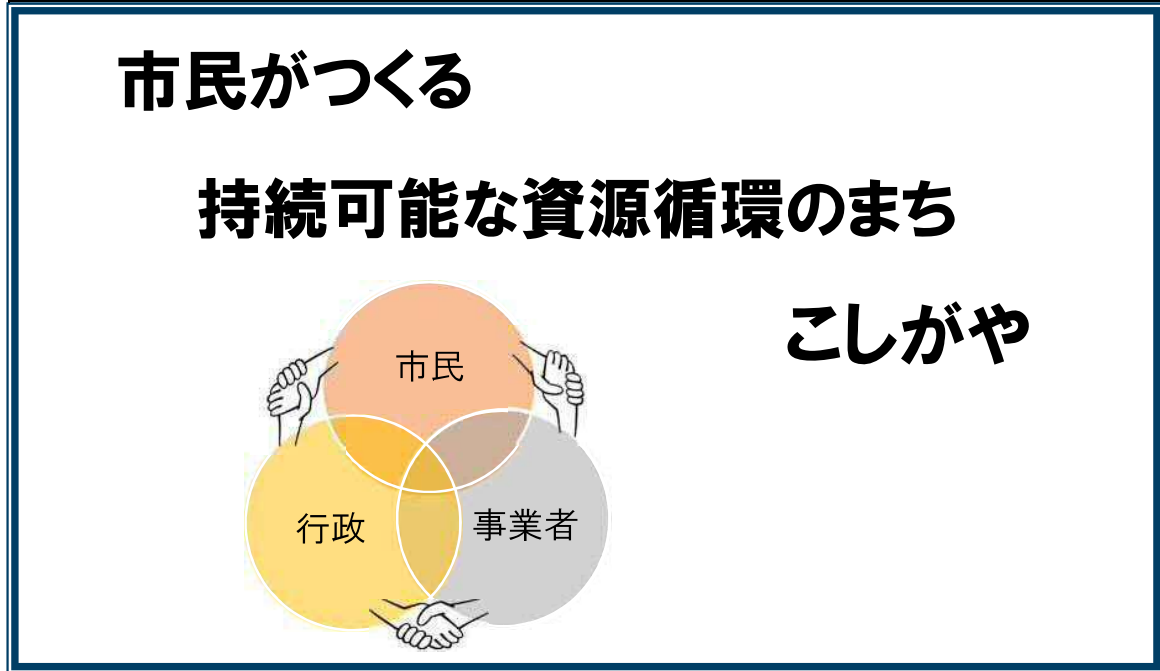 市民がつくる
持続可能な資源循環のまち
こしがや
市民
行政
事業者